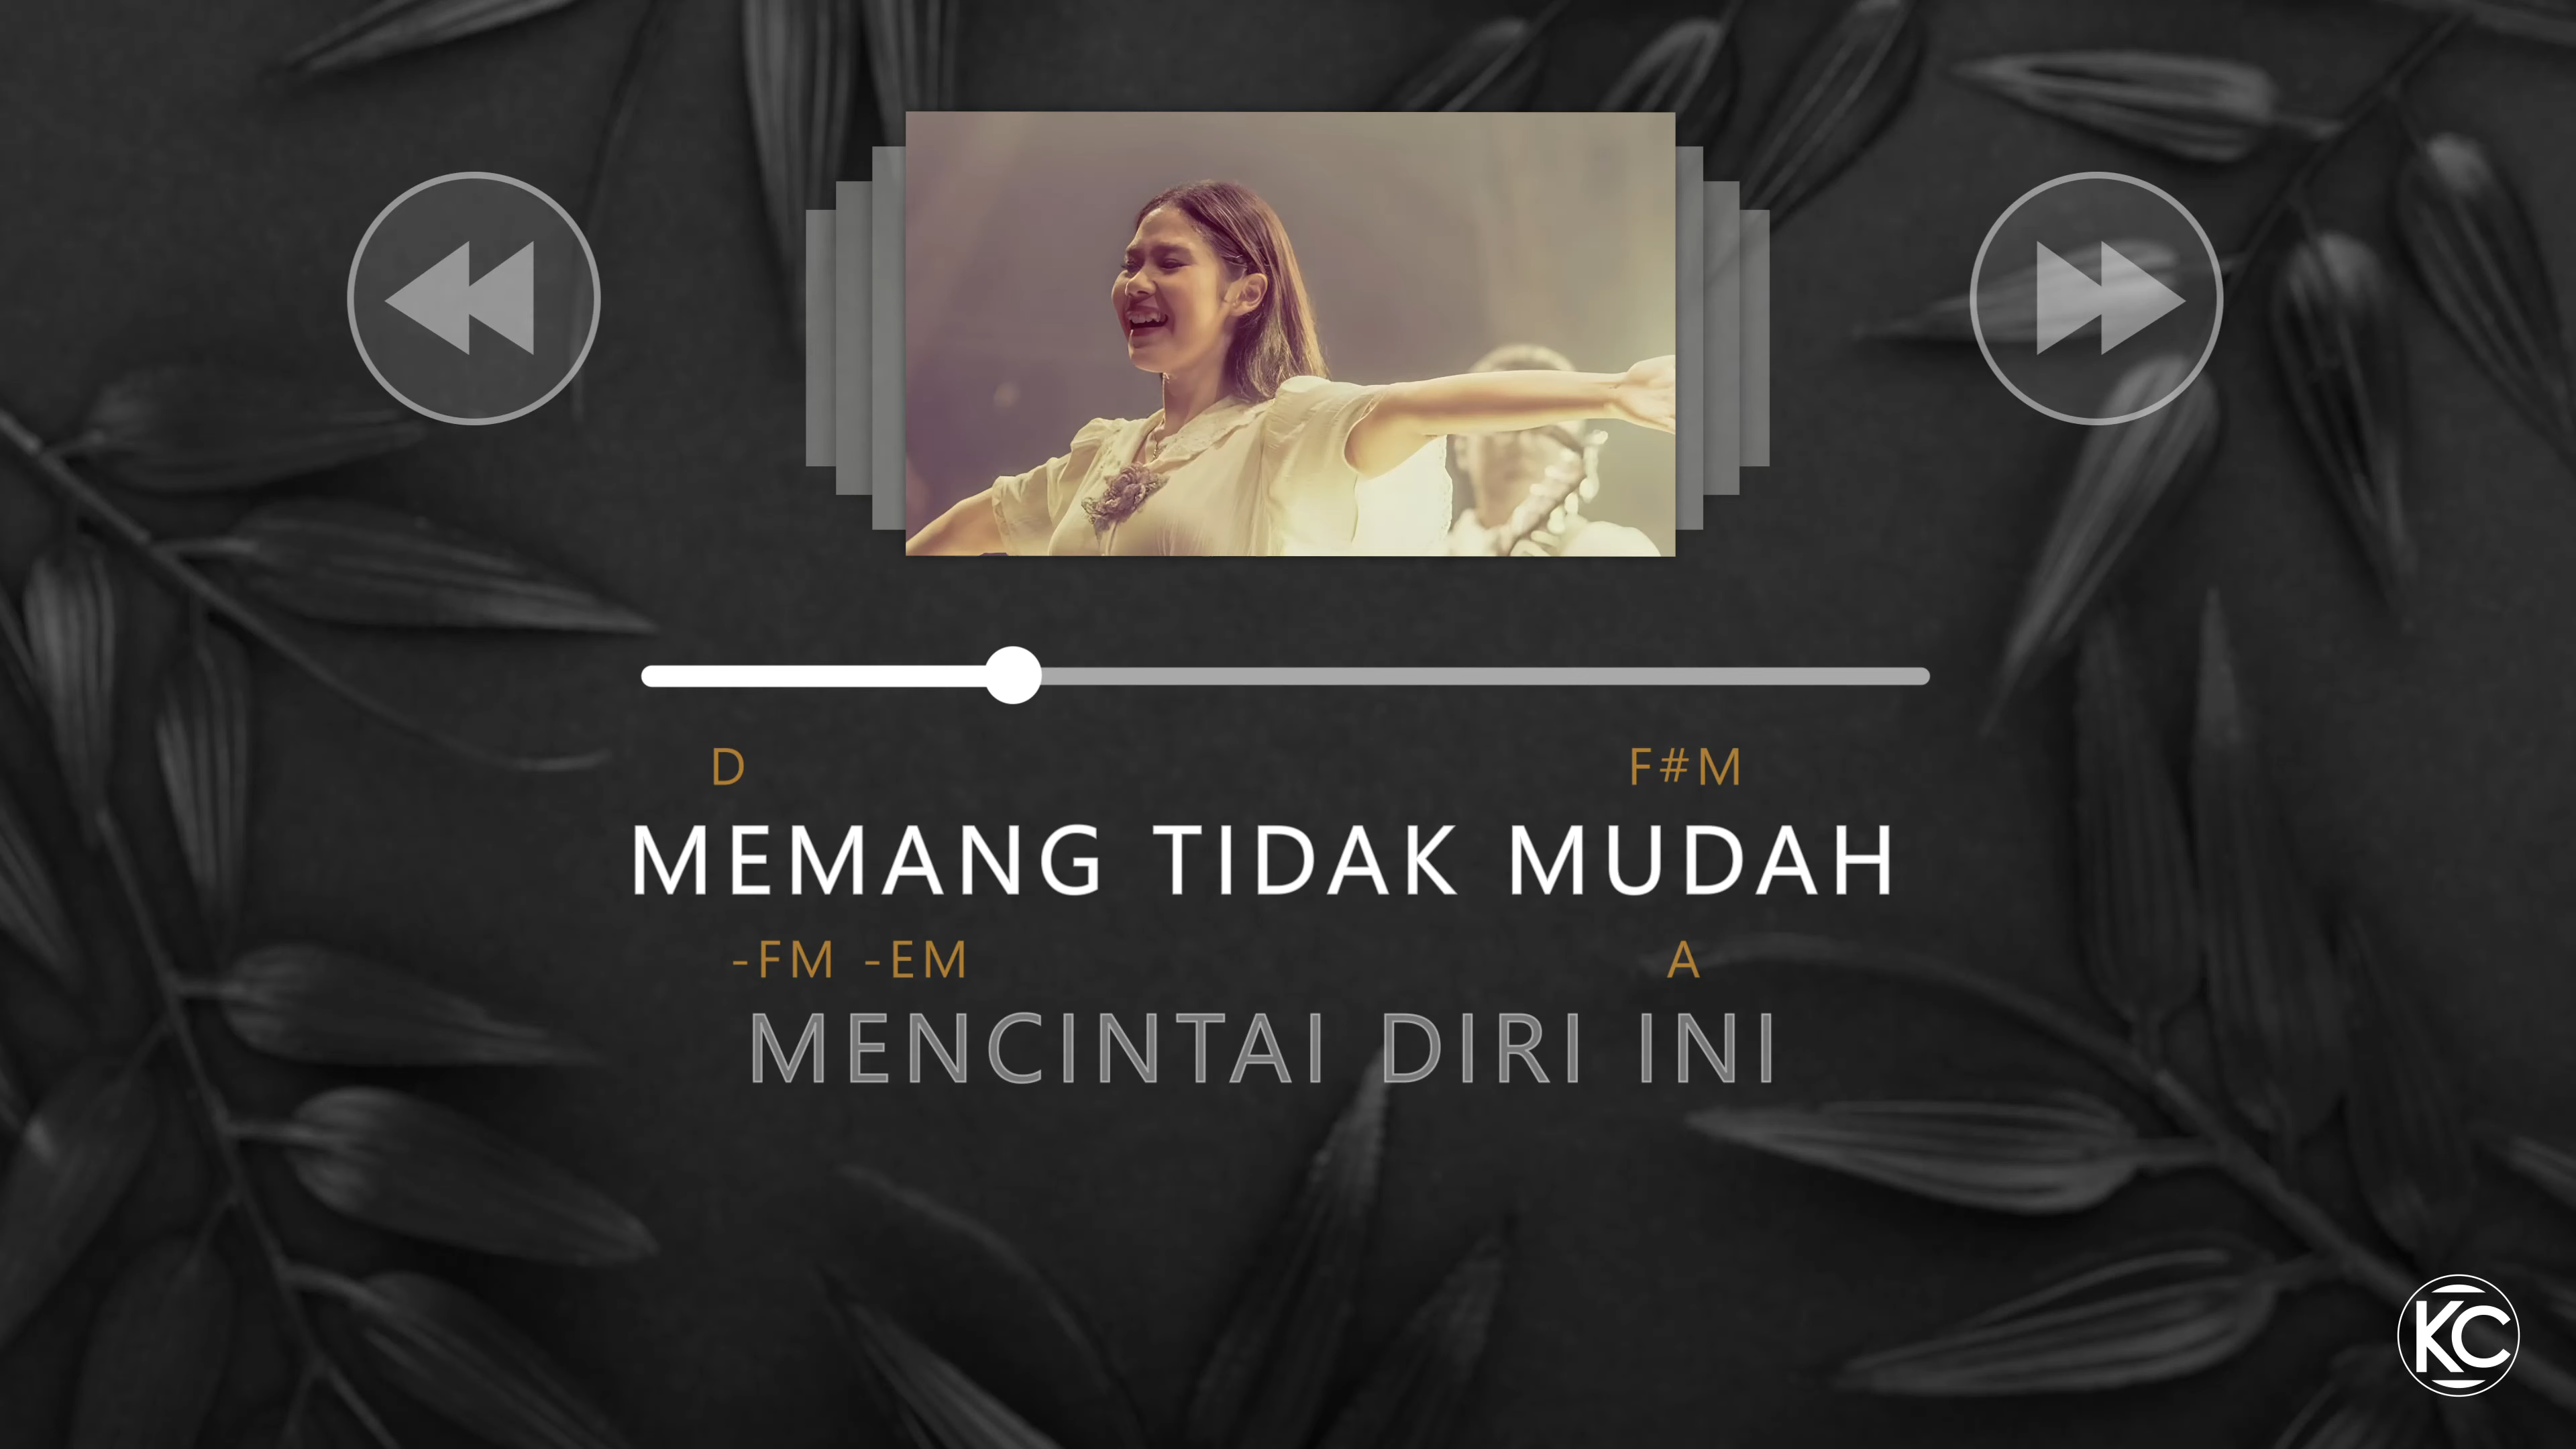 D F#M
MEMANG TIDAK MUDAH
-FM -EM A
MENCINTAI DIRI INI
KC